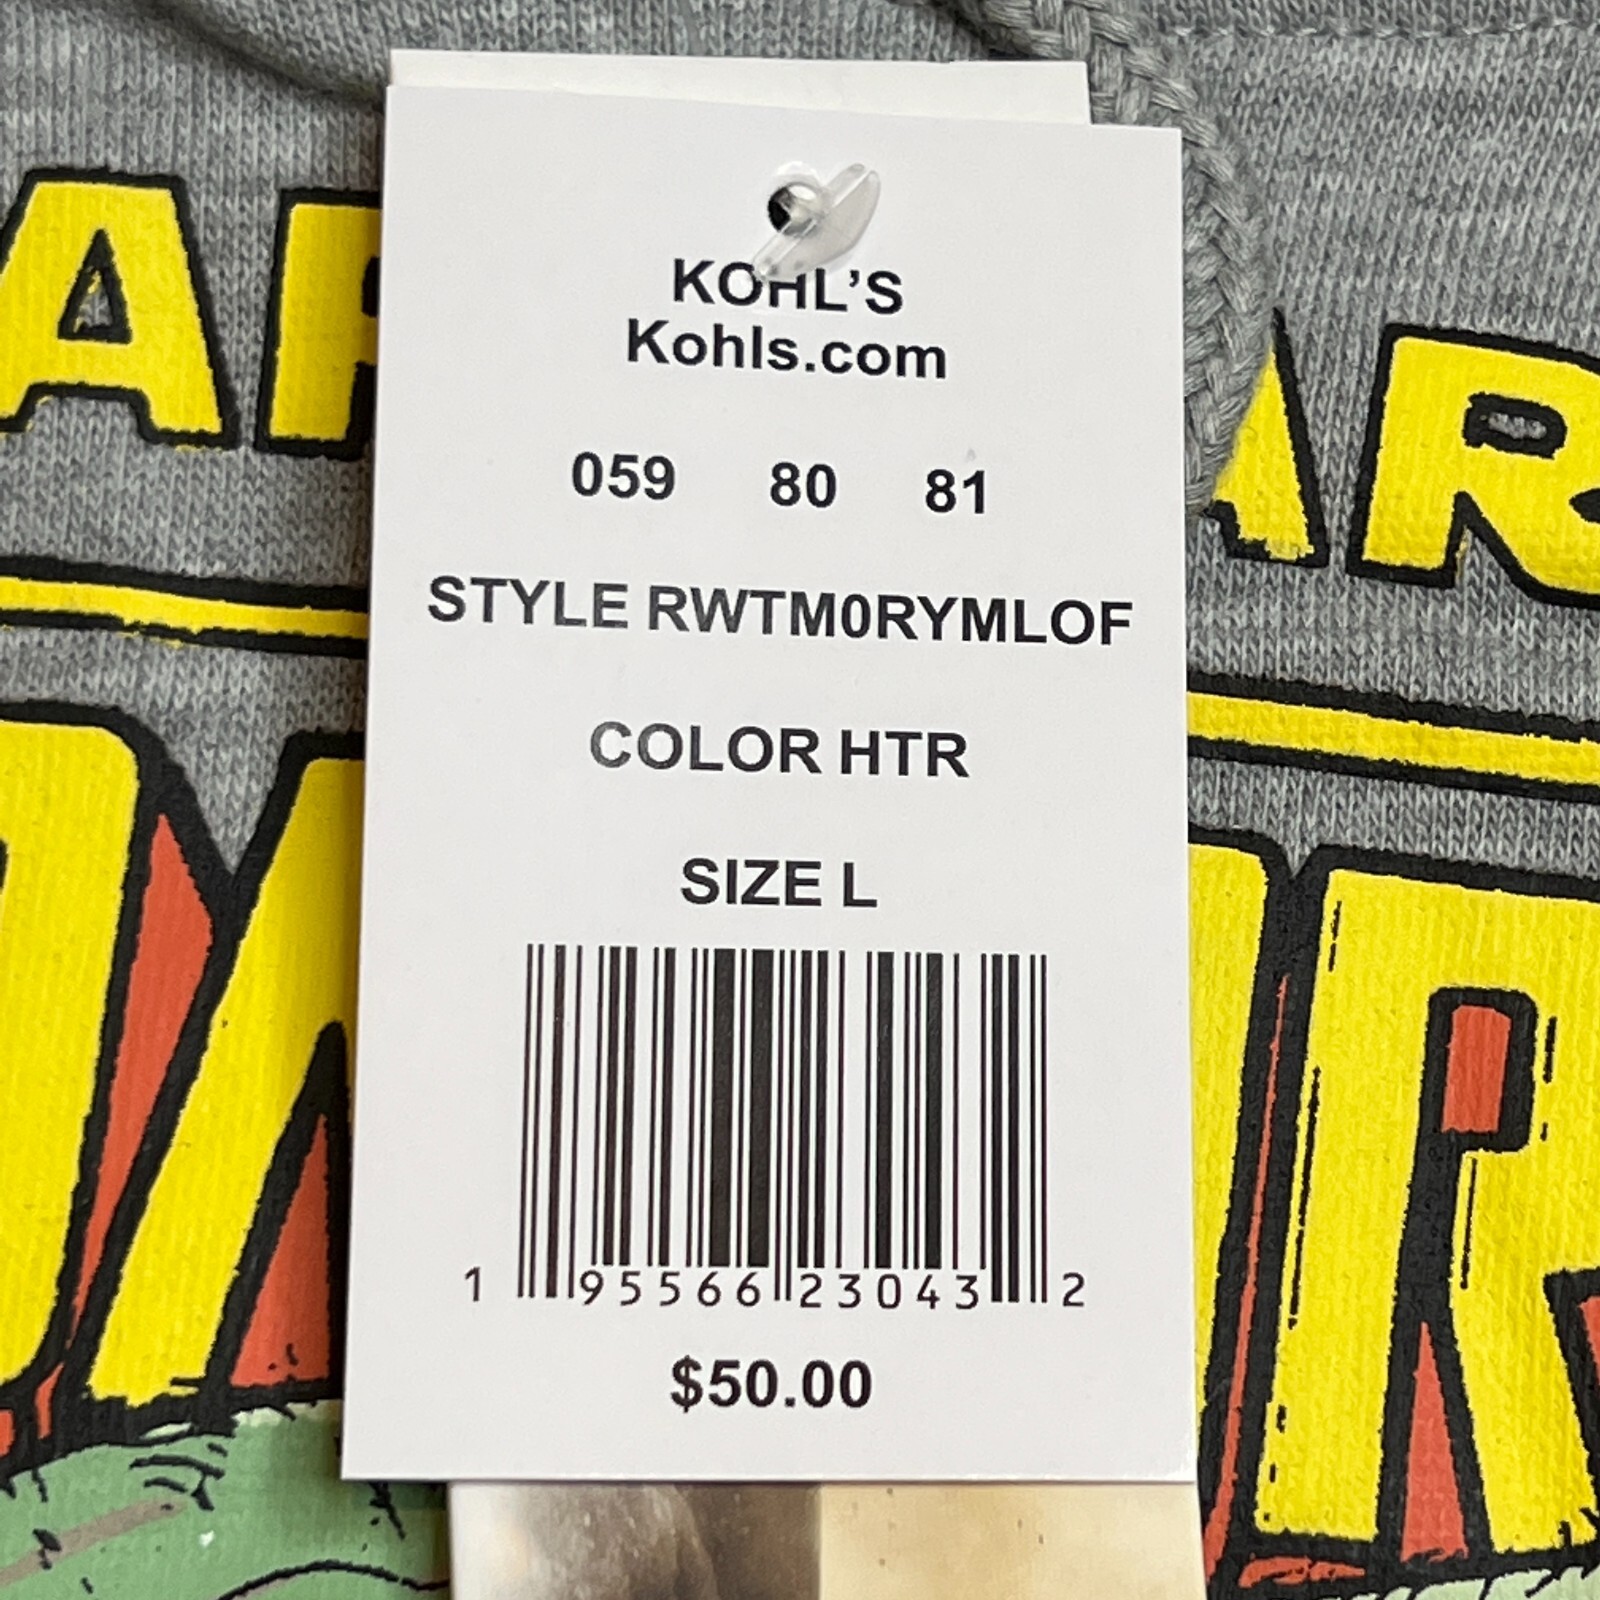 KOHL'S
Kohls.com
059 80 81
STYLE RWTM0RYMLOF
COLOR HTR
SIZE L
1 95566 23043 2
$50.00